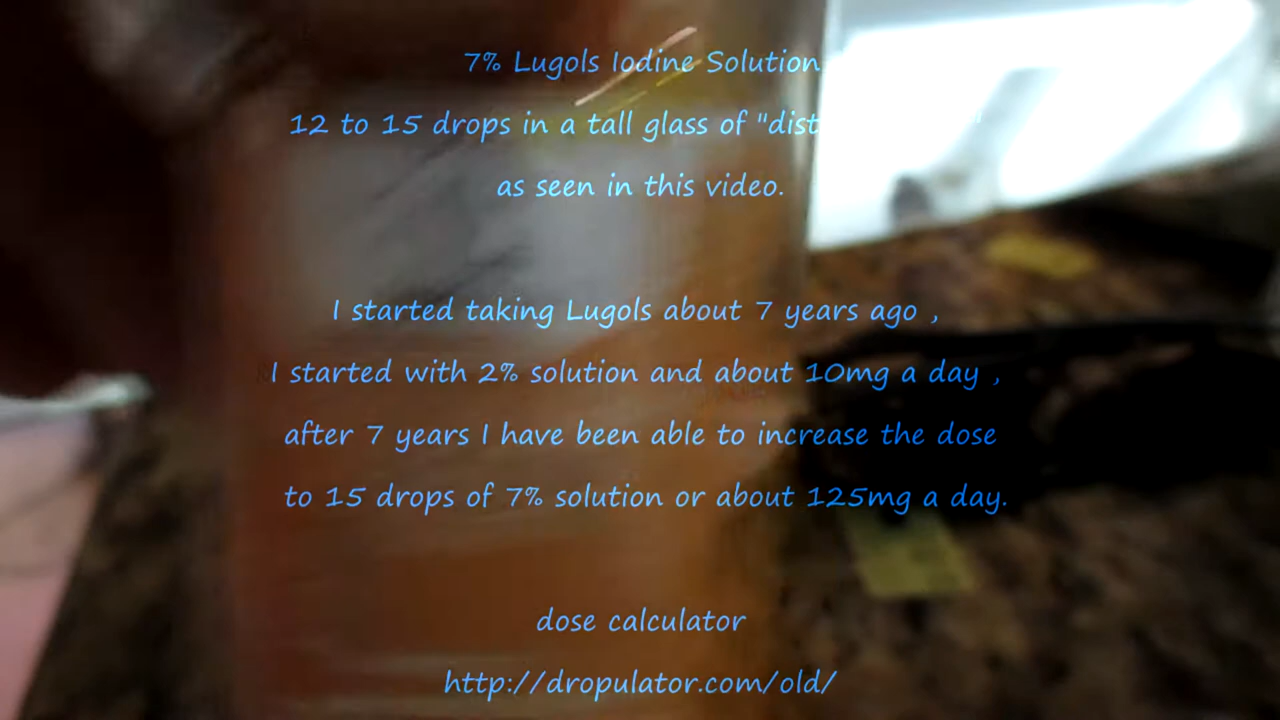 7% Lugols Iodine Solution
12 to 15 drops in a tall glass of "dist
as seen in this video.
I started taking Lugols about 7 years ago ,
I started with 2% solution and about 10mg a day ,
after 7 years I have been able to increase the dose
to 15 drops of 7% solution or about 125mg a day.
dose calculator
http://dropulator.com/old/